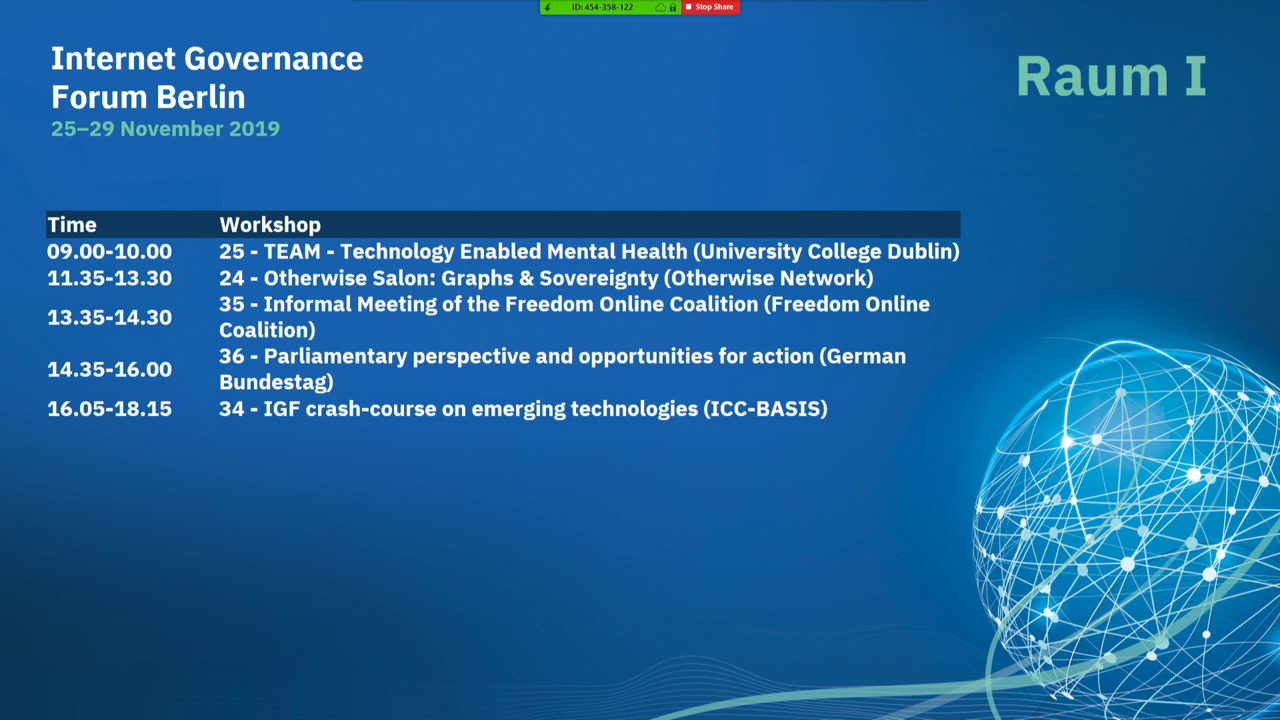 ID: 454-358-122
Stop Share
Internet Governance
Forum Berlin
25–29 November 2019
Raum I
Time Workshop
09.00-10.00 25 - TEAM - Technology Enabled Mental Health (University College Dublin)
11.35-13.30 24 - Otherwise Salon: Graphs & Sovereignty (Otherwise Network)
13.35-14.30 35 - Informal Meeting of the Freedom Online Coalition (Freedom Online
Coalition)
14.35-16.00 36 - Parliamentary perspective and opportunities for action (German
Bundestag)
16.05-18.15 34 - IGF crash-course on emerging technologies (ICC-BASIS)